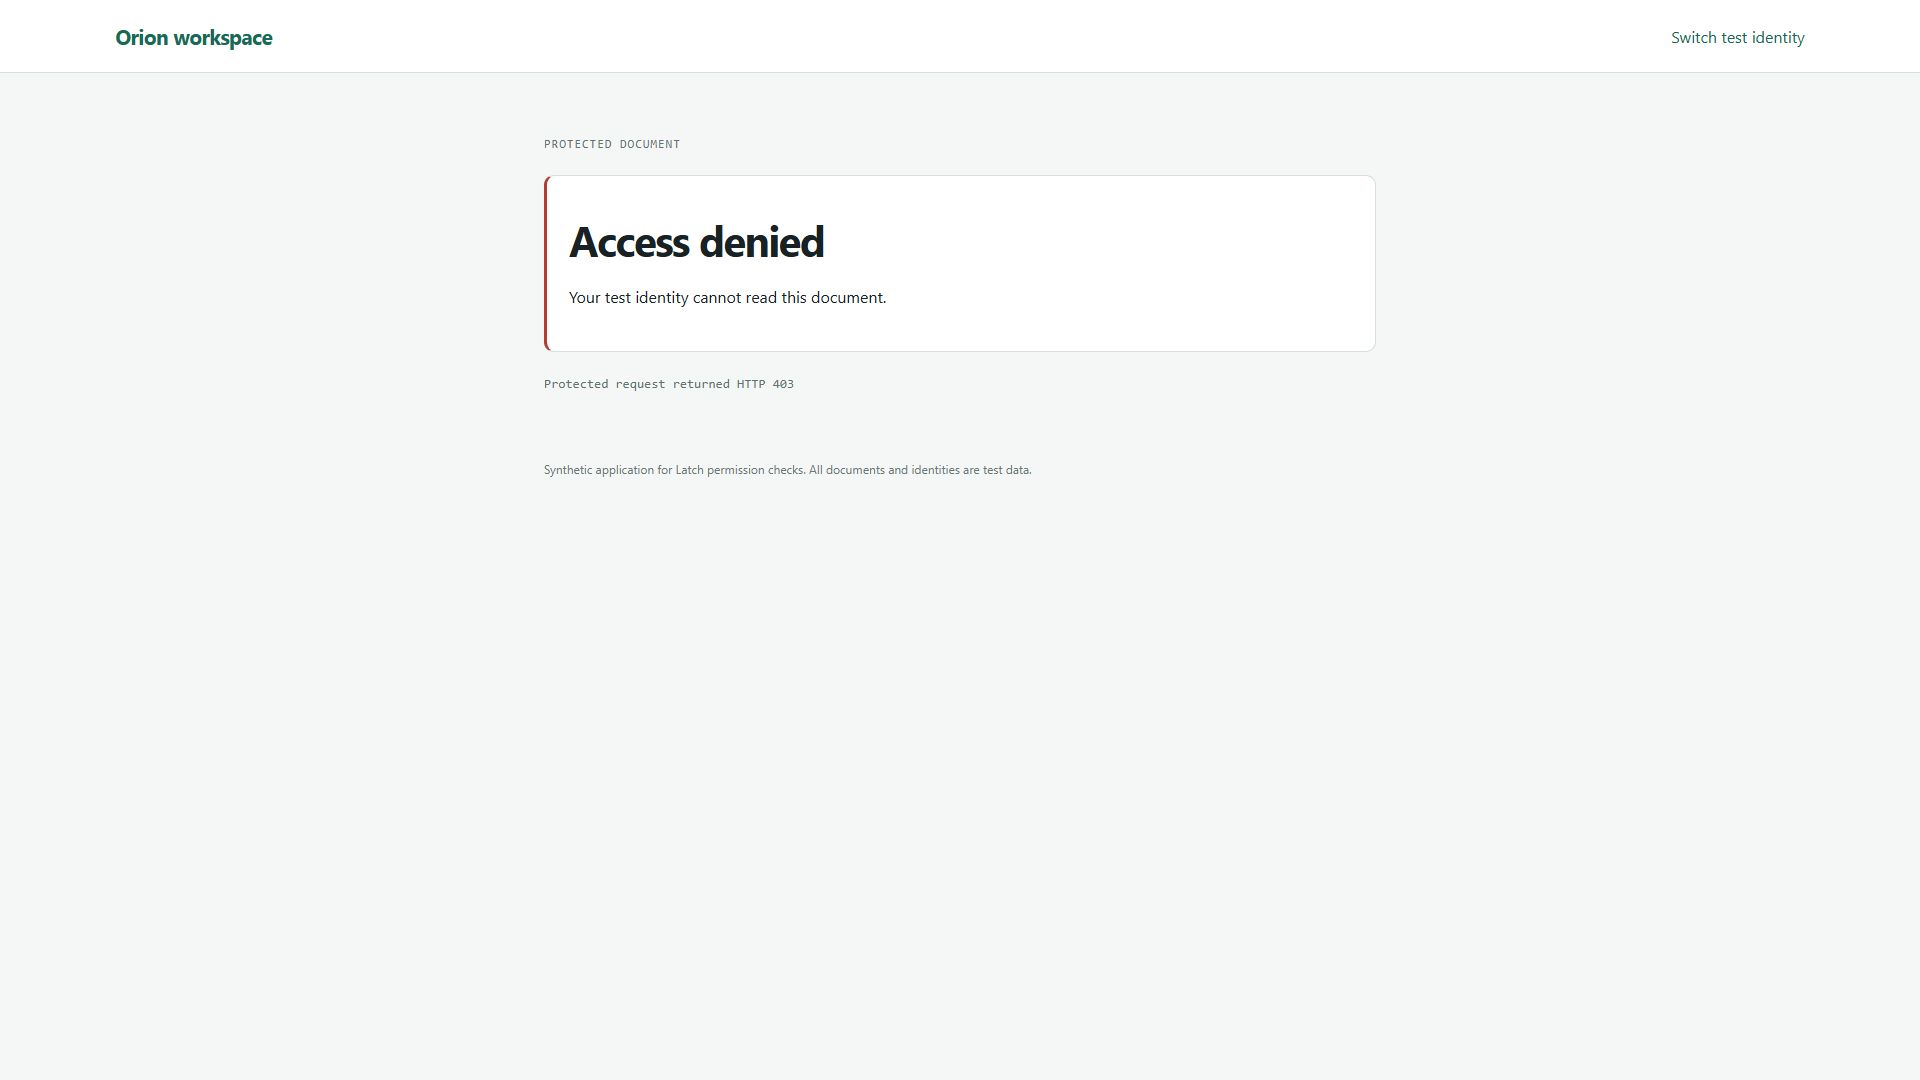 Orion workspace
Switch test identity
PROTECTED DOCUMENT
Access denied
Your test identity cannot read this document.
Protected request returned HTTP 403
Synthetic application for Latch permission checks. All documents and identities are test data.